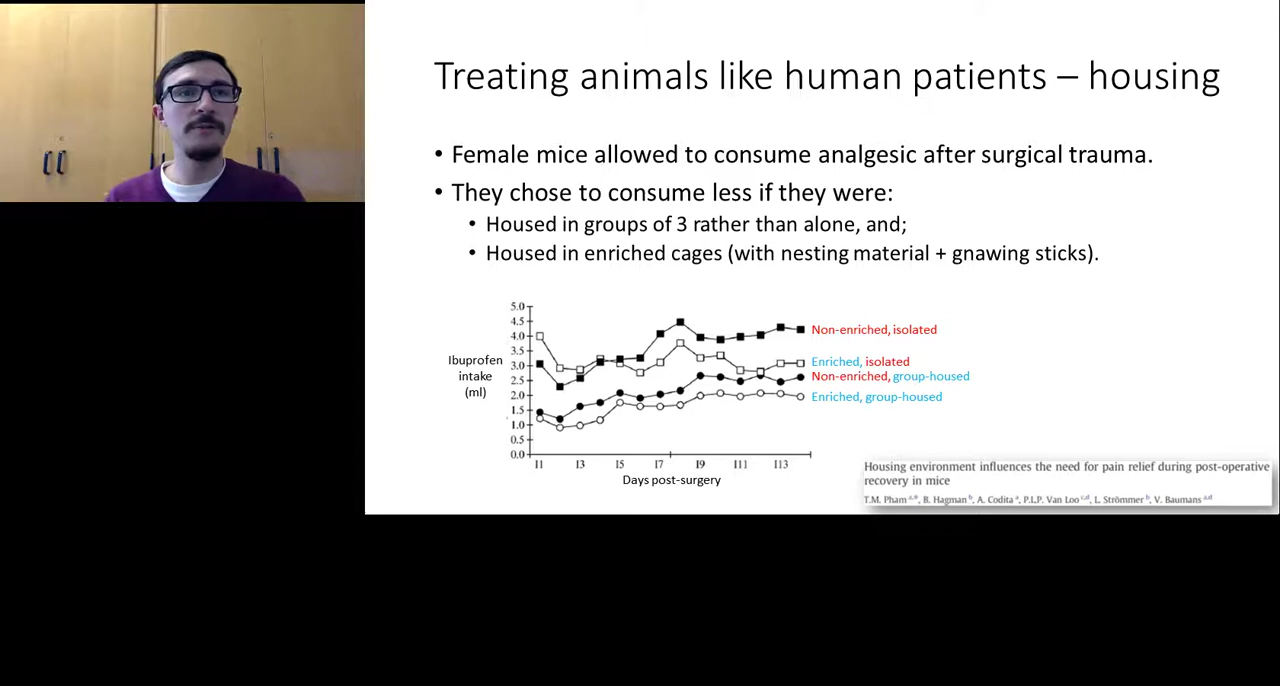 Treating animals like human patients – housing
• Female mice allowed to consume analgesic after surgical trauma.
• They chose to consume less if they were:
• Housed in groups of 3 rather than alone, and;
• Housed in enriched cages (with nesting material + gnawing sticks).
5.0
4.5
4.0
3.5
3.0
2.5
2.0
1.5
1.0
0.5
0.0
Ibuprofen
intake
(ml)
Non-enriched, isolated
Enriched, isolated
Non-enriched, group-housed
Enriched, group-housed
I1 I3 I5 I7 I9 I11 I13
Days post-surgery
Housing environment influences the need for pain relief during post-operative
recovery in mice
T.M. Pham a,*, B. Hagman b, A. Codita a, P.L.P. Van Loo c,d, L. Strömmer b, V. Baumans a,d